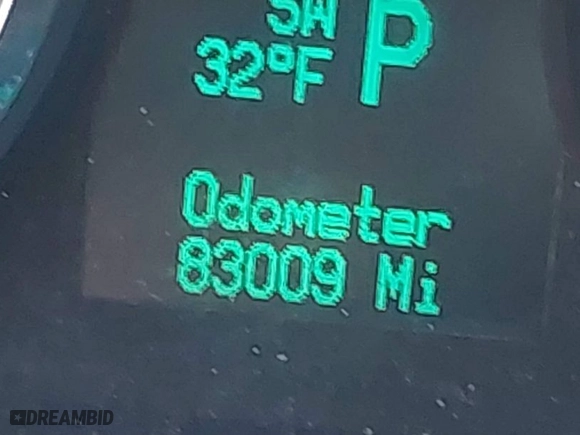 SW
32°F P
Odometer
83009 Mi
DREAMBID